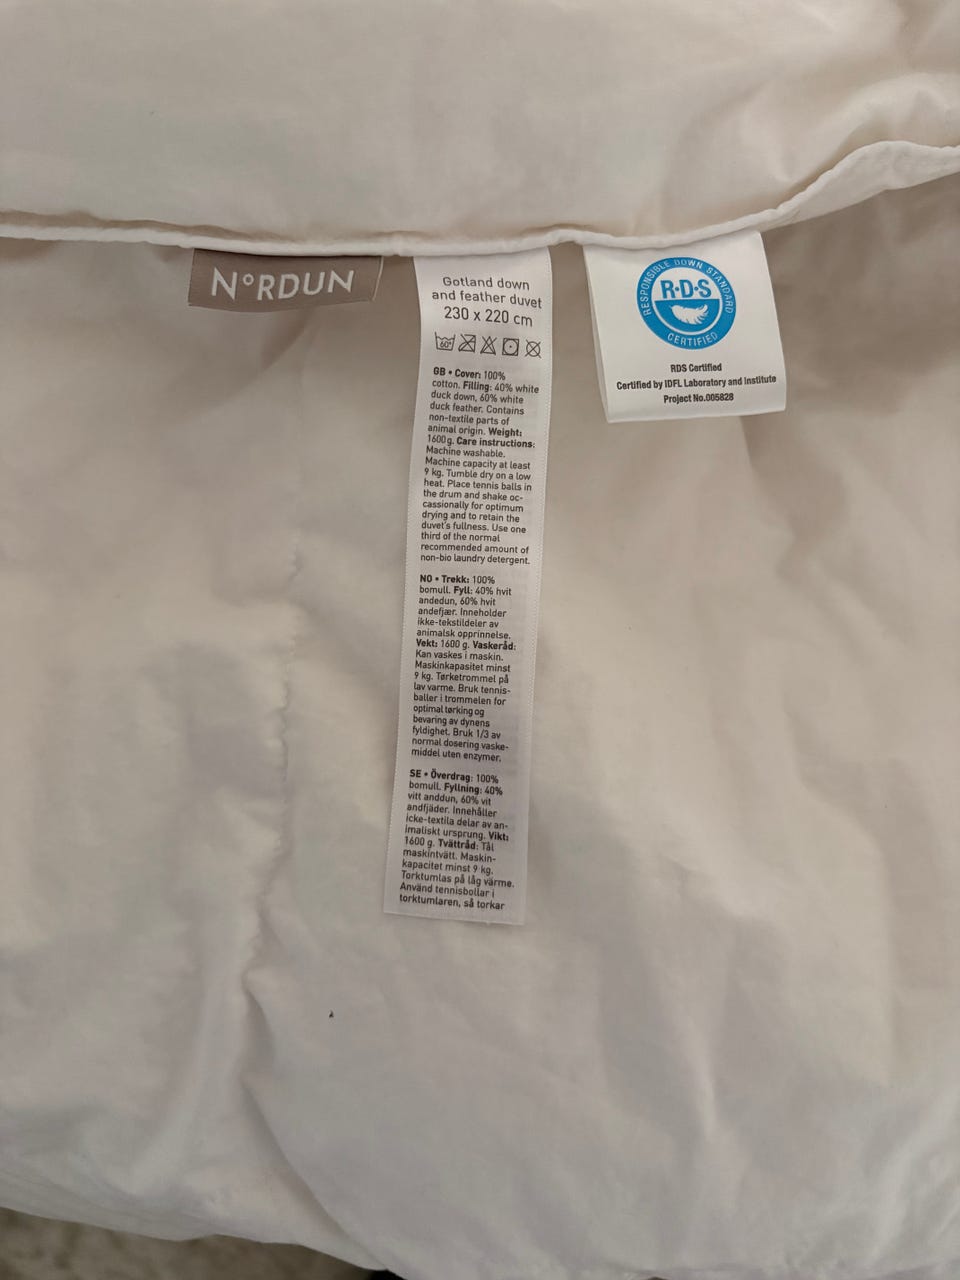 N°RDUN
Gotland down
and feather duvet
230 x 220 cm
60°
GB • Cover: 100%
cotton. Filling: 40% white
duck down, 60% white
duck feather. Contains
non-textile parts of
animal origin. Weight:
1600g. Care instructions:
Machine washable.
Machine capacity at least
9 kg. Tumble dry on a low
heat. Place tennis balls in
the drum and shake oc-
cassionally for optimum
drying and to retain the
duvet's fullness. Use one
third of the normal
recommended amount of
non-bio laundry detergent.
NO • Trekk: 100%
bomull. Fyll: 40% hvit
andedun, 60% hvit
andefjær. Inneholder
ikke-tekstildeler av
animalsk opprinnelse.
Vekt: 1600 g. Vaskeråd:
Kan vaskes i maskin.
Maskinkapasitet minst
9 kg. Tørketrommel på
lav varme. Bruk tennis-
baller i trommelen for
optimal tørking og
bevaring av dynens
fyldighet. Bruk 1/3 av
normal dosering vaske-
middel uten enzymer.
SE • Överdrag: 100%
bomull. Fyllning: 40%
vitt anddun, 60% vit
andfjäder. Innehåller
icke-textila delar av an-
imaliskt ursprung. Vikt:
1600 g. Tvättråd: Tål
maskintvätt. Maskin-
kapacitet minst 9 kg.
Torktumlas på låg värme.
Använd tennisbollar i
torktumlaren, så torkar
RESPONSIBLE DOWN STANDARD
R·D·S
CERTIFIED
RDS Certified
Certified by IDFL Laboratory and Institute
Project No.005828